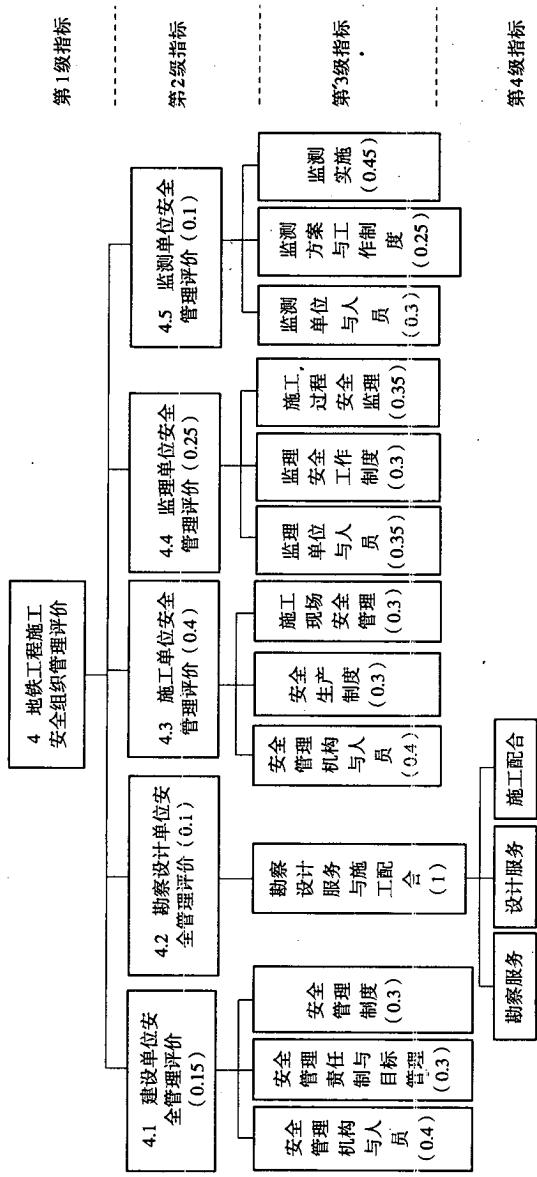 第1级指标
4 地铁工程施工
安全组织管理评价
第2级指标
4.1 建设单位安
全管理评价
(0.15)
4.2 勘察设计单位安
全管理评价(0.1)
4.3 施工单位安全
管理评价(0.4)
4.4 监理单位安全
管理评价(0.25)
4.5 监测单位安全
管理评价(0.1)
第3级指标
安全
管理
机构
与人
员
(0.4)
安全
管理
责任
制与
目标
管理
(0.3)
安全
管理
制度
(0.3)
勘察
设计
服务
与施
工配
合
(1)
安全
管理
机构
与人
员
(0.4)
安全
生产
制度
(0.3)
施工
现场
安全
管理
(0.3)
监理
单位
与人
员
(0.35)
监理
安全
工作
制度
(0.3)
施工
过程
安全
监理
(0.35)
监测
单位
与人
员
(0.3)
监测
方案
与工
作制
度
(0.25)
监测
实施
(0.45)
第4级指标
勘察服务
设计服务
施工配合